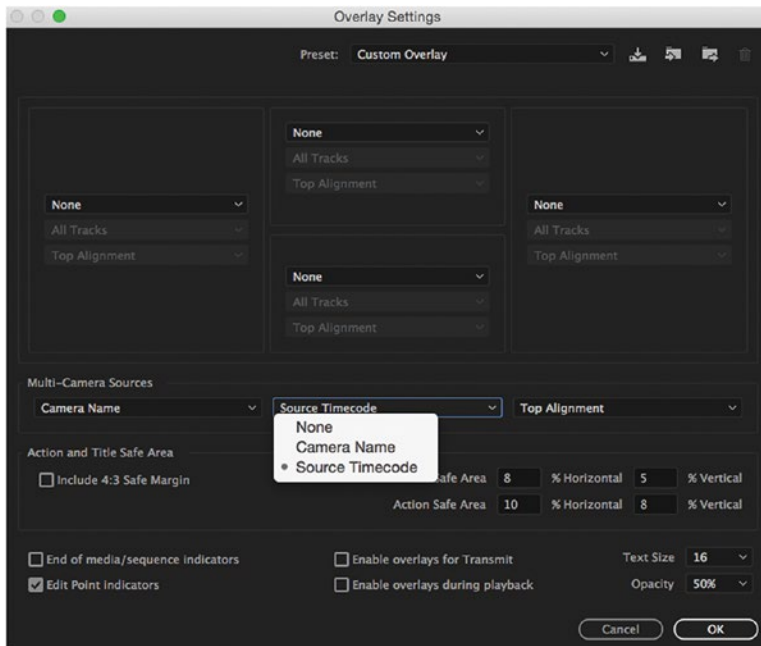 Overlay Settings
Preset: Custom Overlay
None
All Tracks
Top Alignment
None
All Tracks
Top Alignment
None
All Tracks
Top Alignment
None
All Tracks
Top Alignment
Multi-Camera Sources
Camera Name Source Timecode Top Alignment
None
Camera Name
Source Timecode
Action and Title Safe Area
Include 4:3 Safe Margin
Safe Area 8 % Horizontal 5 % Vertical
Action Safe Area 10 % Horizontal 8 % Vertical
End of media/sequence indicators Enable overlays for Transmit Text Size 16
Edit Point indicators Enable overlays during playback Opacity 50%
Cancel OK